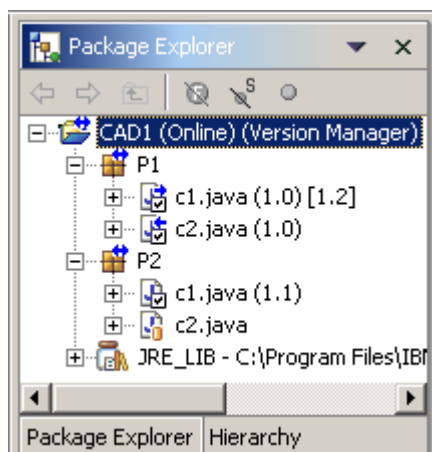 Package Explorer
S
CAD1 (Online) (Version Manager)
P1
c1.java (1.0) [1.2]
c2.java (1.0)
P2
c1.java (1.1)
c2.java
JRE_LIB - C:\Program Files\IB
Package Explorer Hierarchy